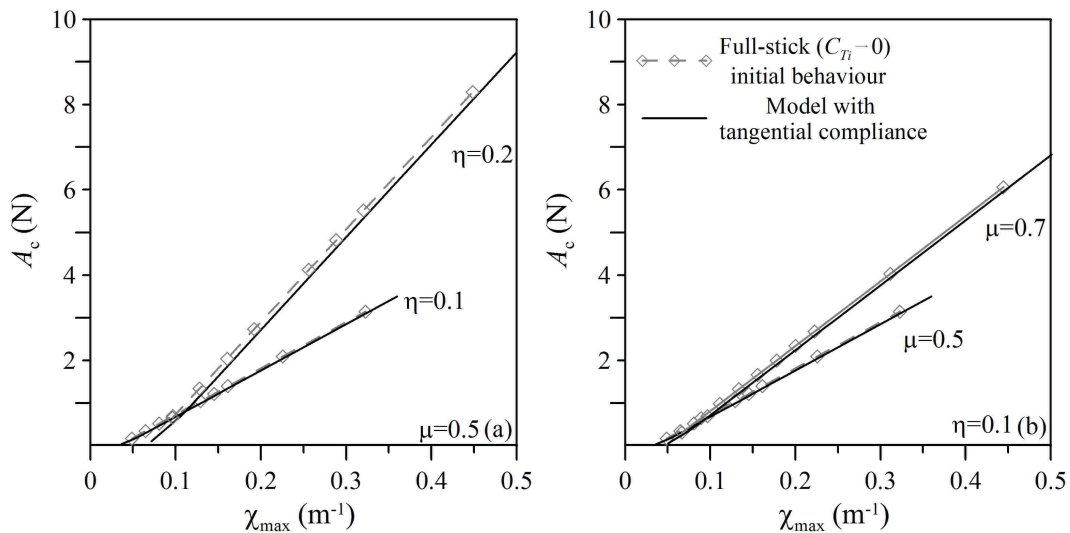 10
8
6
4
2
0
A_c (N)
η=0.2
η=0.1
μ=0.5 (a)
0 0.1 0.2 0.3 0.4 0.5
χ_max (m⁻¹)
10
8
6
4
2
0
A_c (N)
Full-stick (C_Ti→0)
initial behaviour
Model with
tangential compliance
μ=0.7
μ=0.5
η=0.1 (b)
0 0.1 0.2 0.3 0.4 0.5
χ_max (m⁻¹)